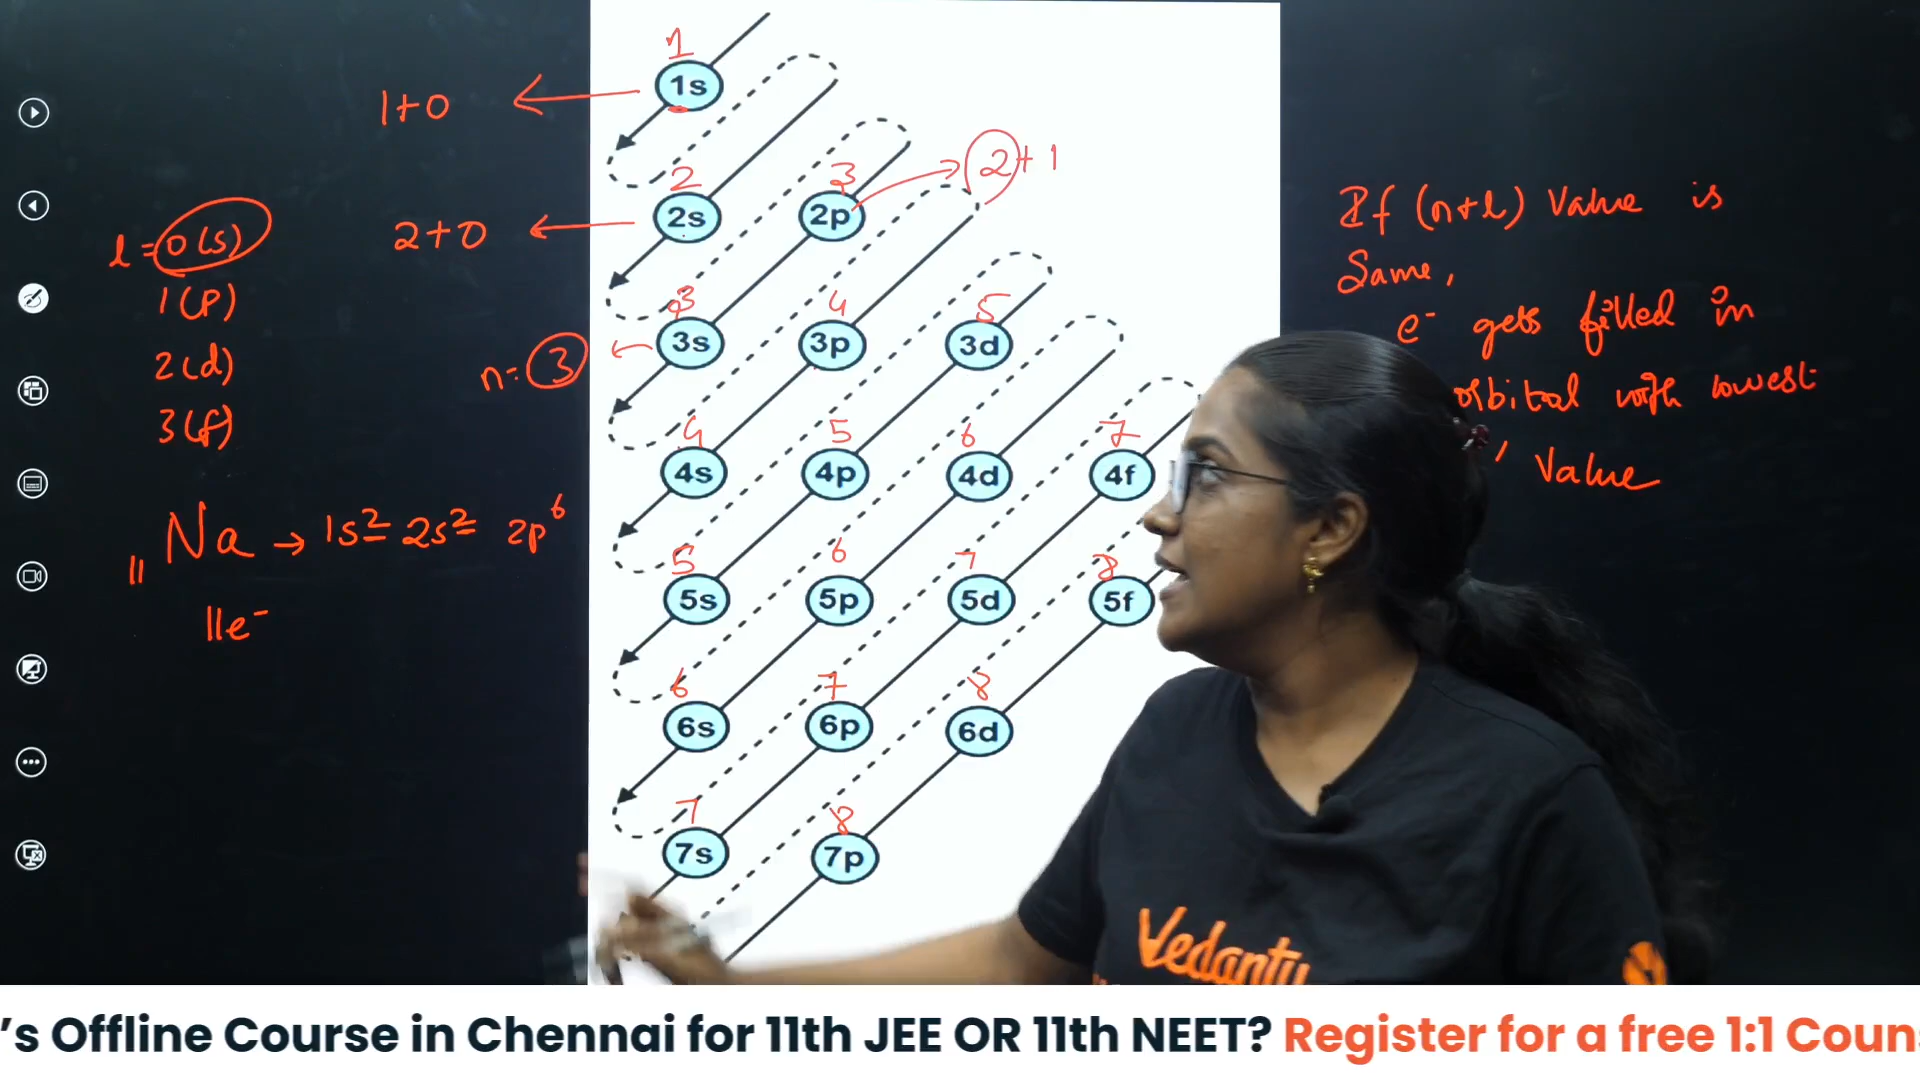 1
1s
1+0
2
3
2+1
2s
2p
2+0
l = 0(s)
1(p)
2(d)
3(f)
3
4
5
3s
3p
3d
n = 3
4
5
6
7
4s
4p
4d
4f
Na → 1s² 2s² 2p⁶
11
11e⁻
5
6
7
8
5s
5p
5d
5f
6
7
8
6s
6p
6d
7
8
7s
7p
If (n+l) Value is
Same,
e⁻ gets filled in
orbital with lowest
' Value
Vedantu
's Offline Course in Chennai for 11th JEE OR 11th NEET? Register for a free 1:1 Coun